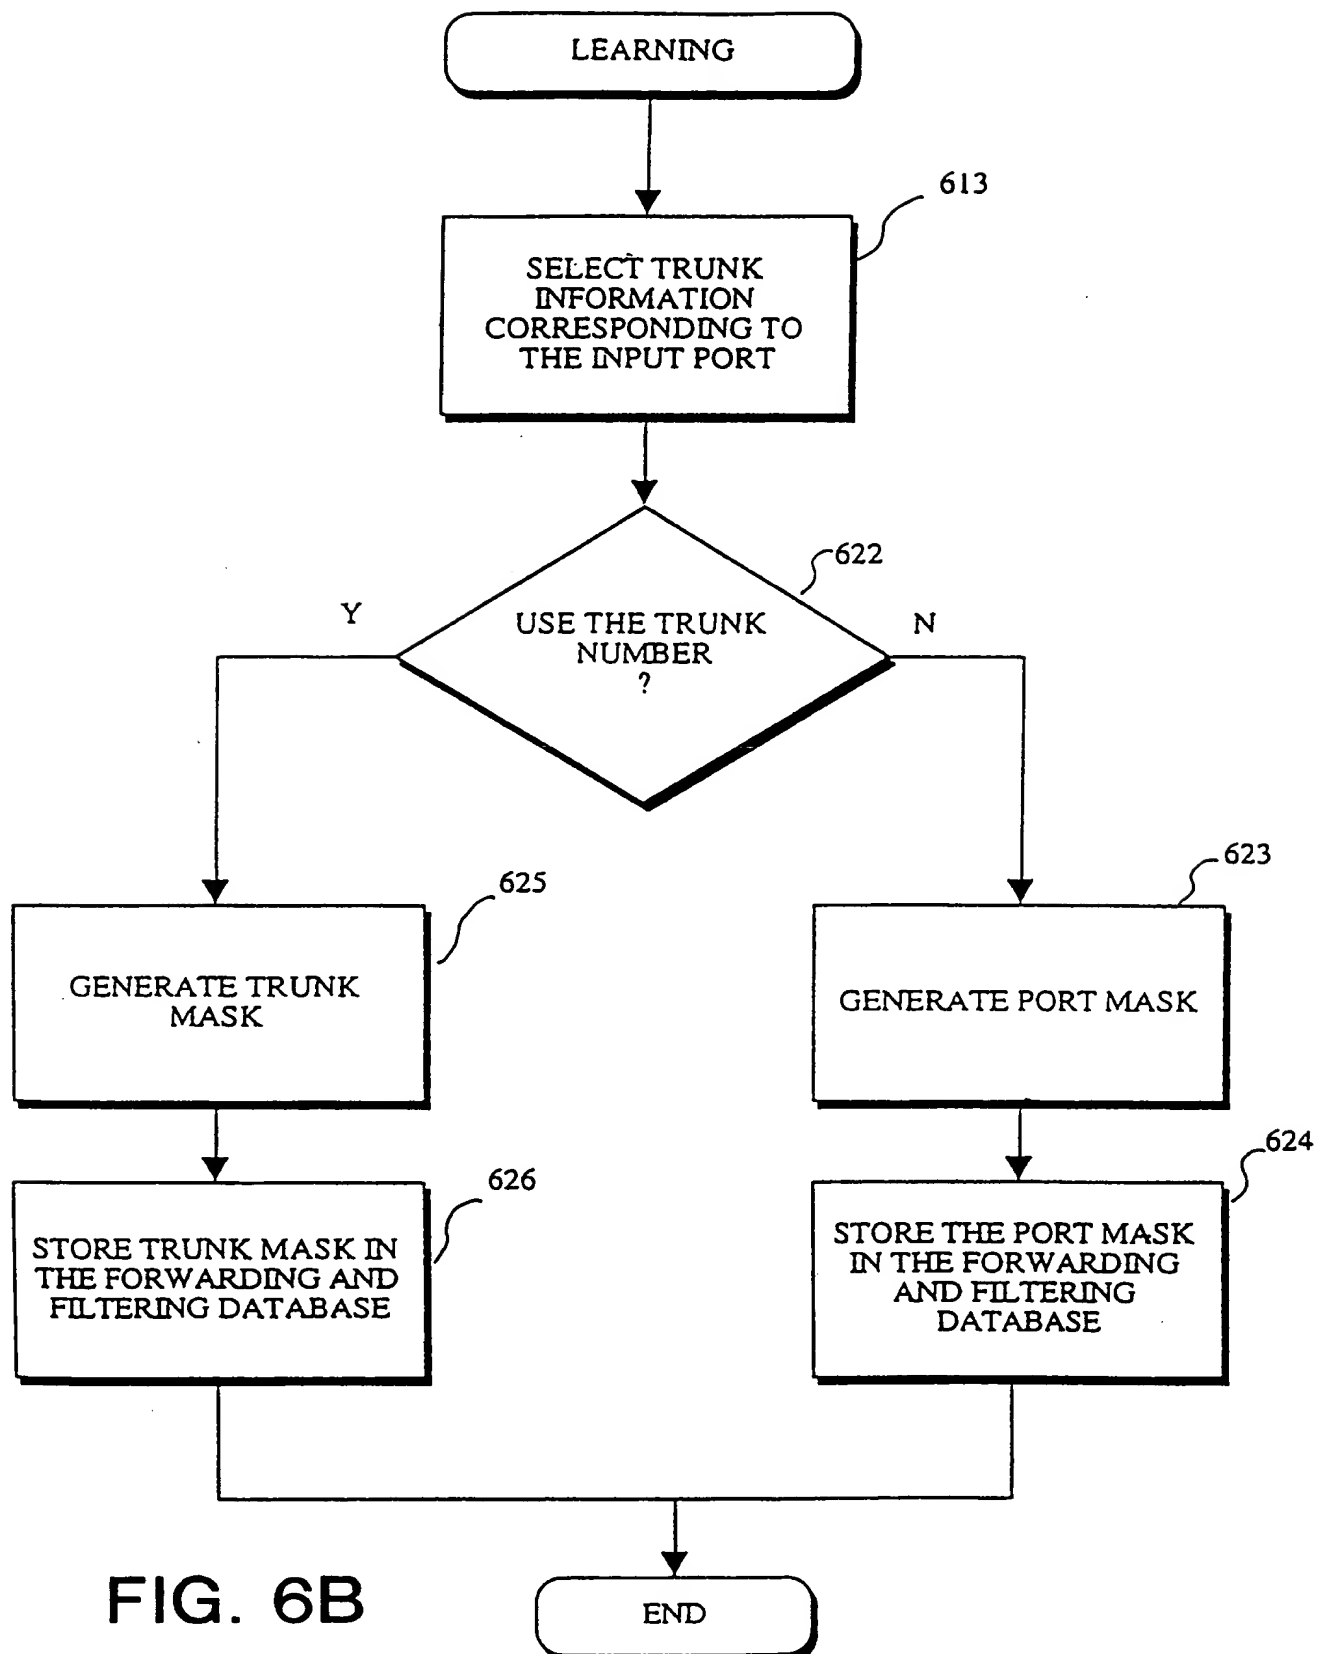 LEARNING
613
SELECT TRUNK
INFORMATION
CORRESPONDING TO
THE INPUT PORT
622
Y
USE THE TRUNK
NUMBER
?
N
625
623
GENERATE TRUNK
MASK
GENERATE PORT MASK
626
624
STORE TRUNK MASK IN
THE FORWARDING AND
FILTERING DATABASE
STORE THE PORT MASK
IN THE FORWARDING
AND FILTERING
DATABASE
FIG. 6B
END